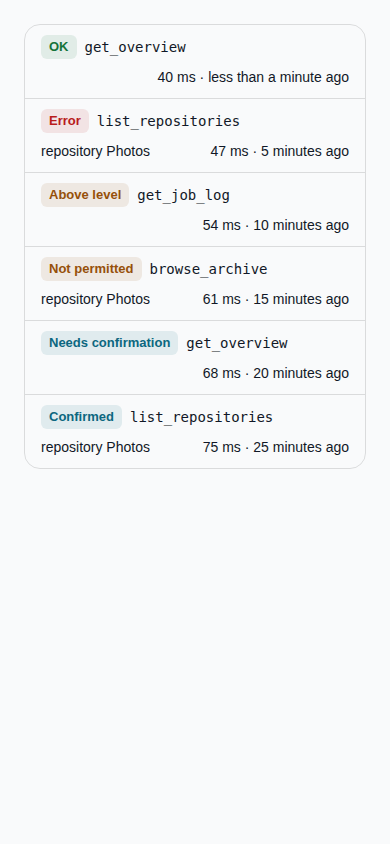 OK get_overview
40 ms · less than a minute ago
Error list_repositories
repository Photos 47 ms · 5 minutes ago
Above level get_job_log
54 ms · 10 minutes ago
Not permitted browse_archive
repository Photos 61 ms · 15 minutes ago
Needs confirmation get_overview
68 ms · 20 minutes ago
Confirmed list_repositories
repository Photos 75 ms · 25 minutes ago